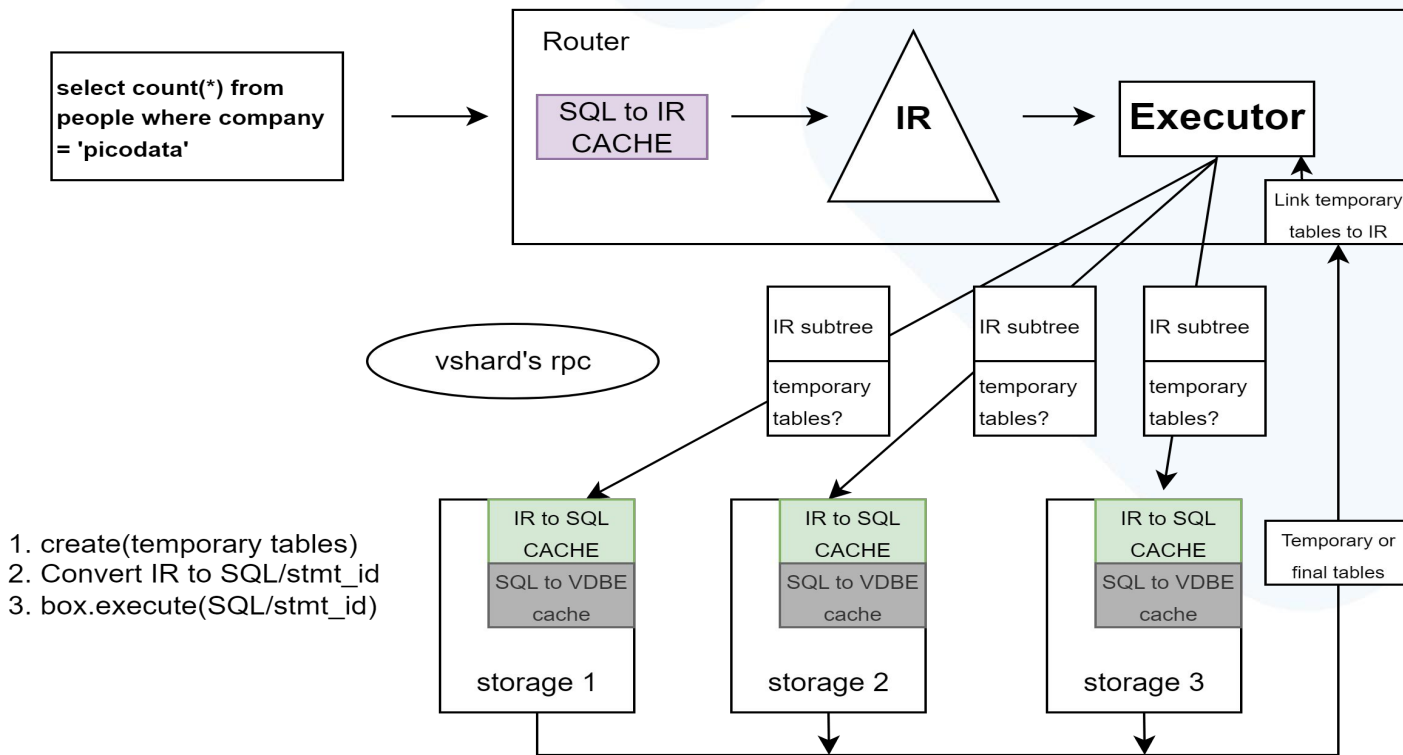 Router
select count(*) from
people where company
= 'picodata'
SQL to IR
CACHE
IR
Executor
Link temporary
tables to IR
IR subtree
temporary
tables?
IR subtree
temporary
tables?
IR subtree
temporary
tables?
vshard's rpc
1. create(temporary tables)
2. Convert IR to SQL/stmt_id
3. box.execute(SQL/stmt_id)
IR to SQL
CACHE
SQL to VDBE
cache
storage 1
IR to SQL
CACHE
SQL to VDBE
cache
storage 2
IR to SQL
CACHE
SQL to VDBE
cache
storage 3
Temporary or
final tables